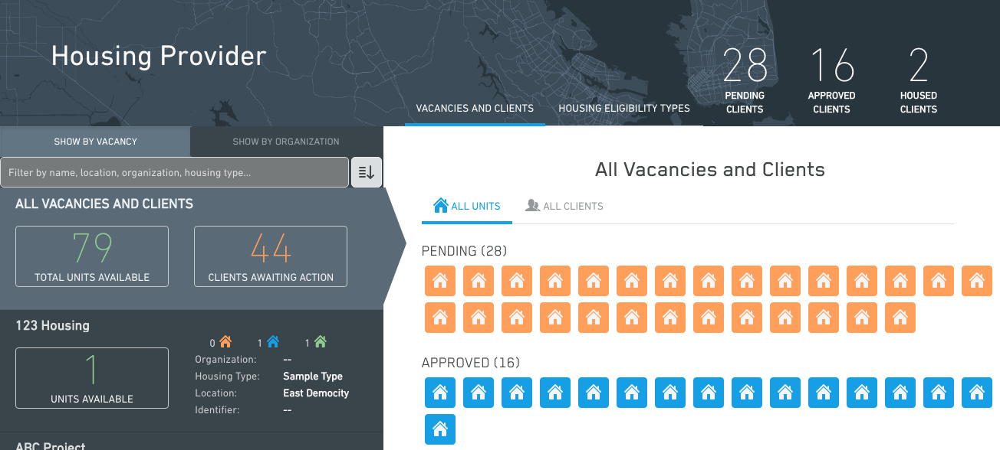 Housing Provider
VACANCIES AND CLIENTS
HOUSING ELIGIBILITY TYPES
28
PENDING
CLIENTS
16
APPROVED
CLIENTS
2
HOUSED
CLIENTS
SHOW BY VACANCY
SHOW BY ORGANIZATION
Filter by name, location, organization, housing type...
ALL VACANCIES AND CLIENTS
79
TOTAL UNITS AVAILABLE
44
CLIENTS AWAITING ACTION
123 Housing
1
UNITS AVAILABLE
0 1 1
Organization: --
Housing Type: Sample Type
Location: East Democity
Identifier: --
ABC Project
All Vacancies and Clients
ALL UNITS
ALL CLIENTS
PENDING (28)
APPROVED (16)